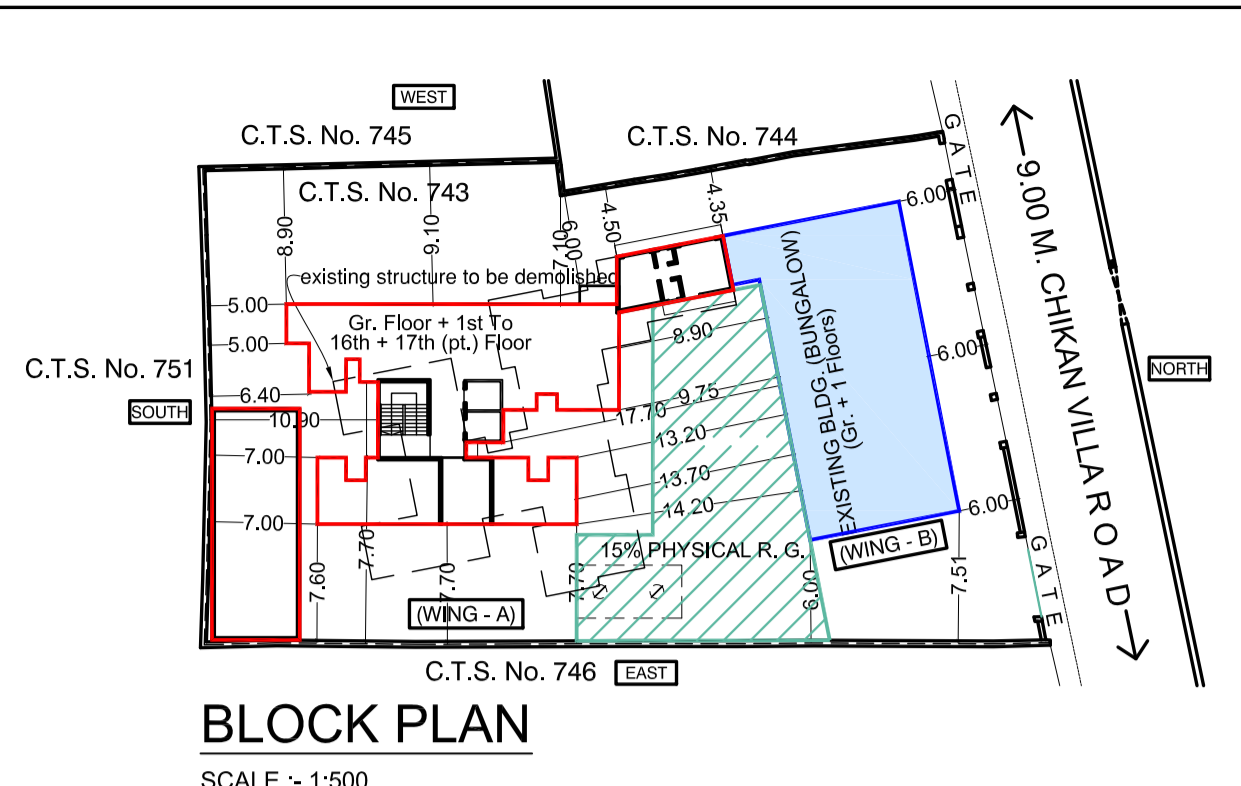 WEST
C.T.S. No. 745
C.T.S. No. 744
C.T.S. No. 743
GATE
9.00 M. CHIKAN VILLA ROAD
8.90
9.10
7.10
6.00
4.50
4.35
6.00
existing structure to be demolished
5.00
Gr. Floor + 1st To
16th + 17th (pt.) Floor
5.00
8.90
EXISTING BLDG. (BUNGALOW)
(Gr. + 1 Floors)
6.00
C.T.S. No. 751
NORTH
SOUTH
6.40
10.90
9.75
17.70
13.20
7.00
13.70
7.00
14.20
6.00
15% PHYSICAL R. G.
(WING - B)
GATE
7.60
7.70
7.70
7.70
6.00
7.51
(WING - A)
C.T.S. No. 746
EAST
BLOCK PLAN
SCALE :- 1:500